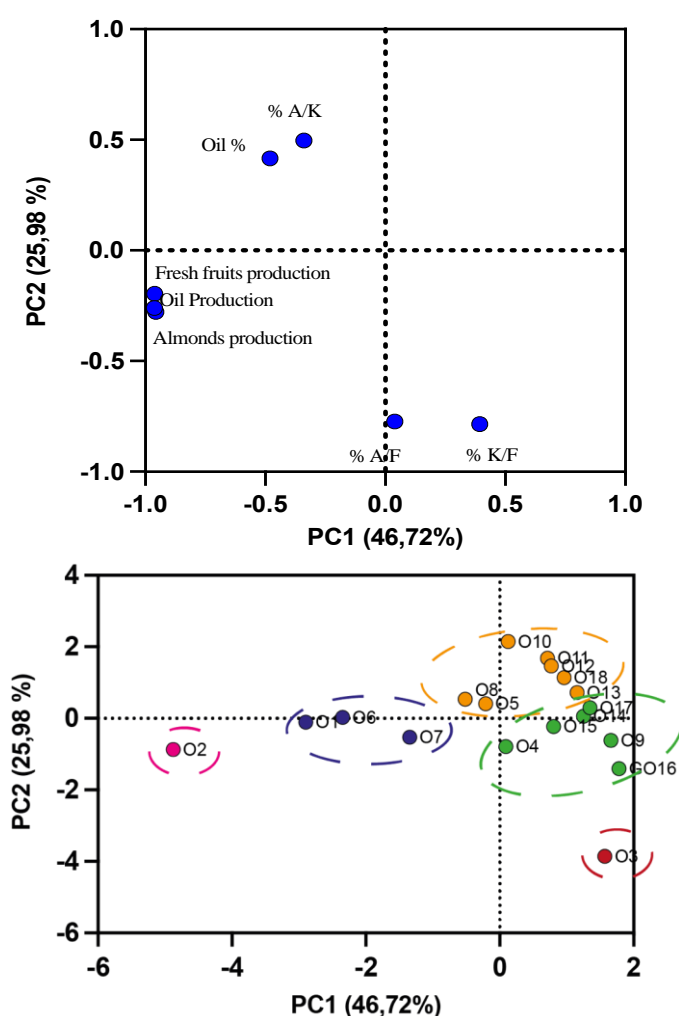 1.0
% A/K
0.5
Oil %
PC2 (25,98 %)
0.0
Fresh fruits production
Oil Production
Almonds production
-0.5
% A/F
% K/F
-1.0
-1.0
-0.5
0.0
0.5
1.0
PC1 (46,72%)
4
2
O10
O11
O12
O18
O8
O13
O5
O17
PC2 (25,98 %)
0
O1
O6
O14
O15
O7
O4
O9
O2
GO16
-2
-4
O3
-6
-6
-4
-2
0
2
PC1 (46,72%)